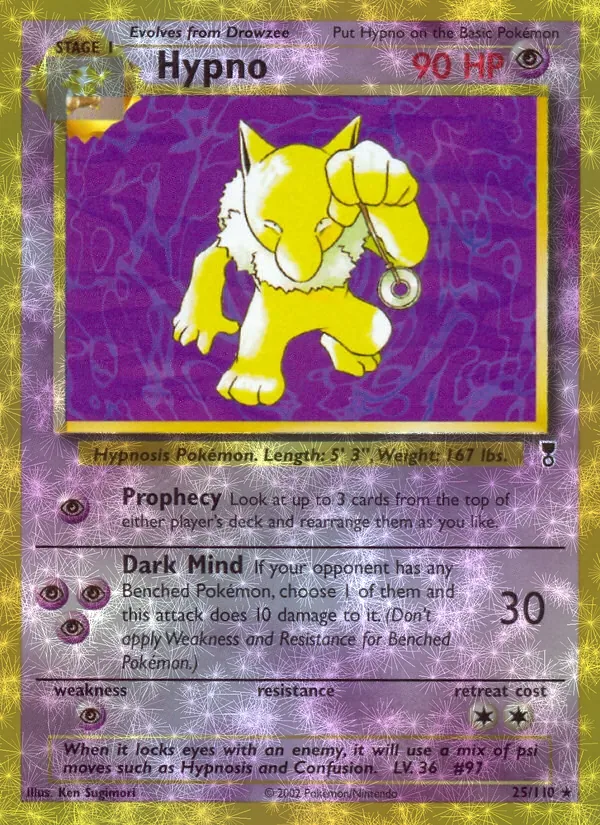 Evolves from Drowzee
Put Hypno on the Basic Pokémon
STAGE 1
Hypno
90 HP
Hypnosis Pokémon. Length: 5' 3", Weight: 167 lbs.
Prophecy Look at up to 3 cards from the top of
either player's deck and rearrange them as you like.
Dark Mind If your opponent has any
Benched Pokémon, choose 1 of them and
this attack does 10 damage to it. (Don't
apply Weakness and Resistance for Benched
Pokémon.)
30
weakness
resistance
retreat cost
When it locks eyes with an enemy, it will use a mix of psi
moves such as Hypnosis and Confusion. LV. 36 #97
Illus. Ken Sugimori
© 2002 Pokémon/Nintendo
25/110 ★